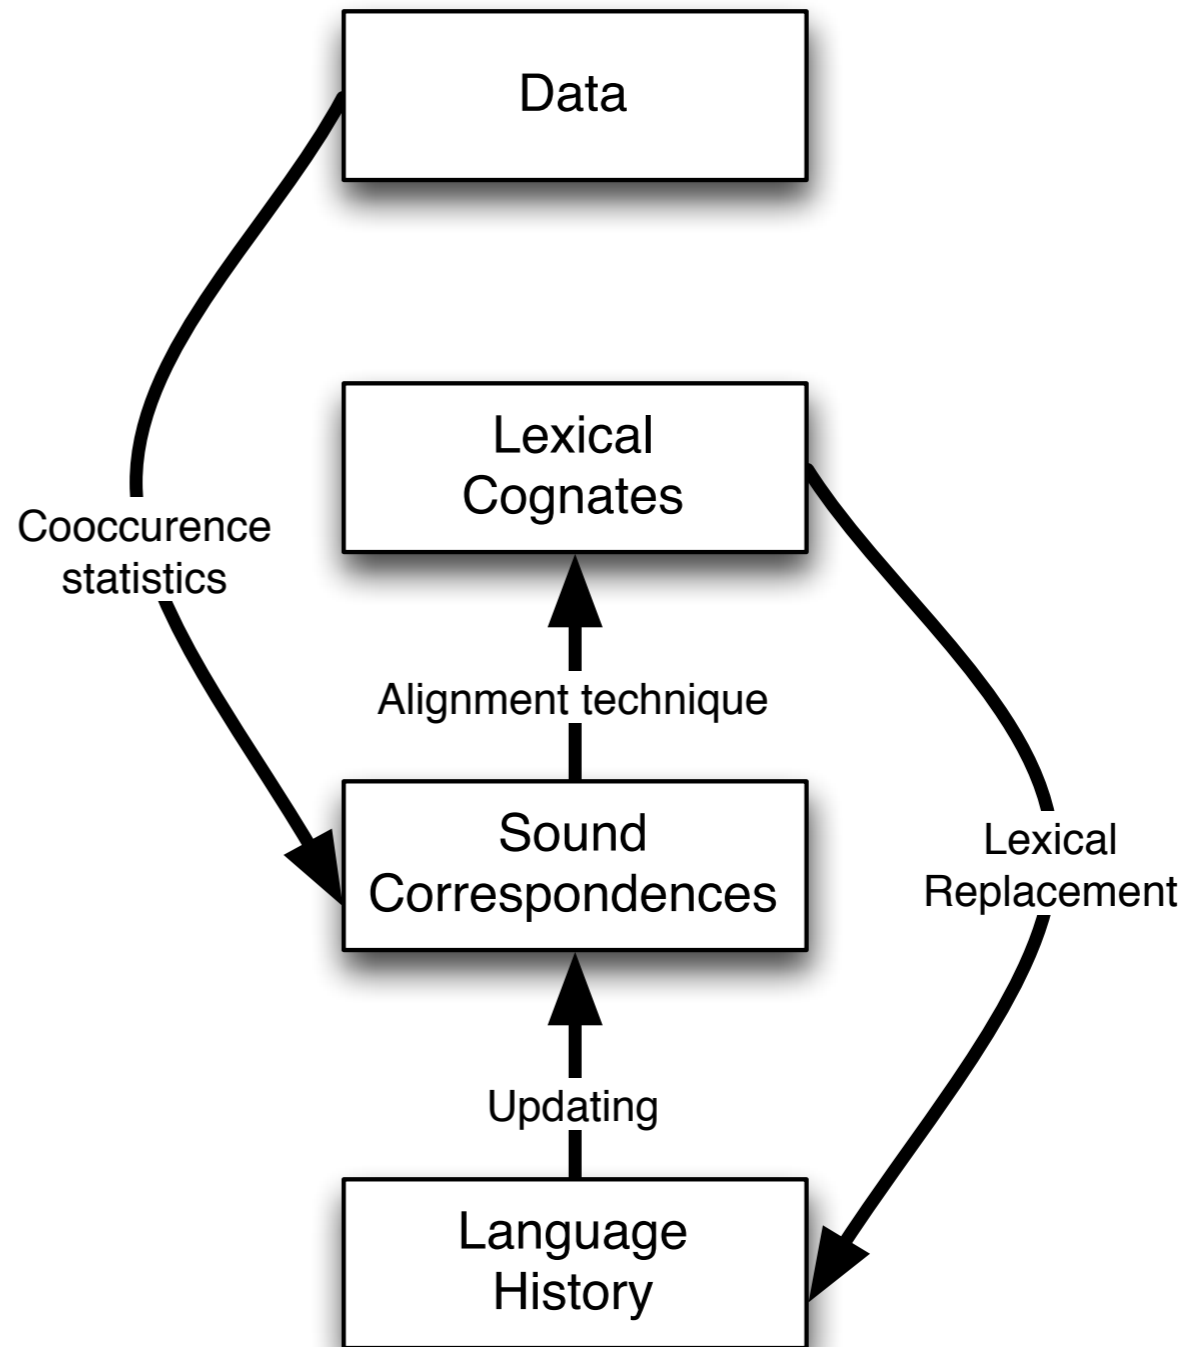 Data
Lexical
Cognates
Cooccurence
statistics
Alignment technique
Sound
Correspondences
Lexical
Replacement
Updating
Language
History